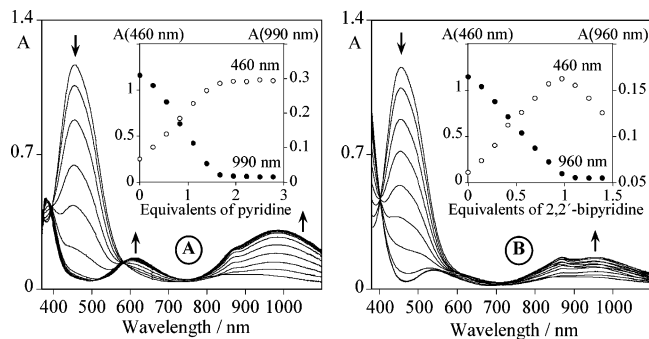 1.4
A
0.7
0
A(460 nm)
A(990 nm)
1
0.5
0
460 nm
990 nm
0.3
0.2
0.1
0
0
1
2
3
Equivalents of pyridine
A
400 500 600 700 800 900 1000
Wavelength / nm
1.4
A
0.7
0
A(460 nm)
A(960 nm)
1
0.5
0
460 nm
960 nm
0.15
0.1
0.05
0
0.5
1
1.5
Equivalents of 2,2´-bipyridine
B
400 500 600 700 800 900 1000
Wavelength / nm